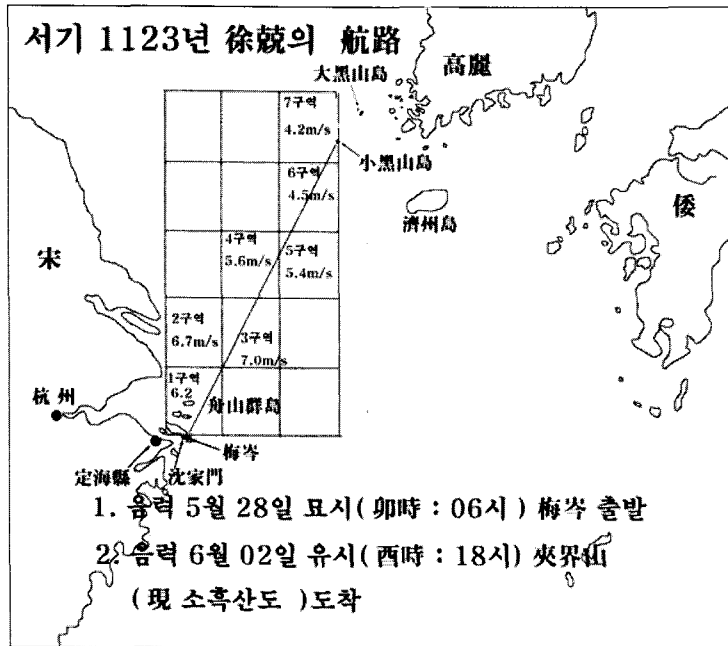 서기 1123년 徐兢의 航路
大黑山島
高麗
7구역
4.2m/s
小黑山島
6구역
4.5m/s
濟州島
倭
4구역
5.6m/s
5구역
5.4m/s
宋
2구역
6.7m/s
3구역
7.0m/s
1구역
6.2
舟山群島
杭州
梅岑
定海縣
沈家門
1. 음력 5월 28일 묘시( 卯時 : 06시 ) 梅岑 출발
2. 음력 6월 02일 유시( 酉時 : 18시) 夾界山
( 現 소흑산도 )도착